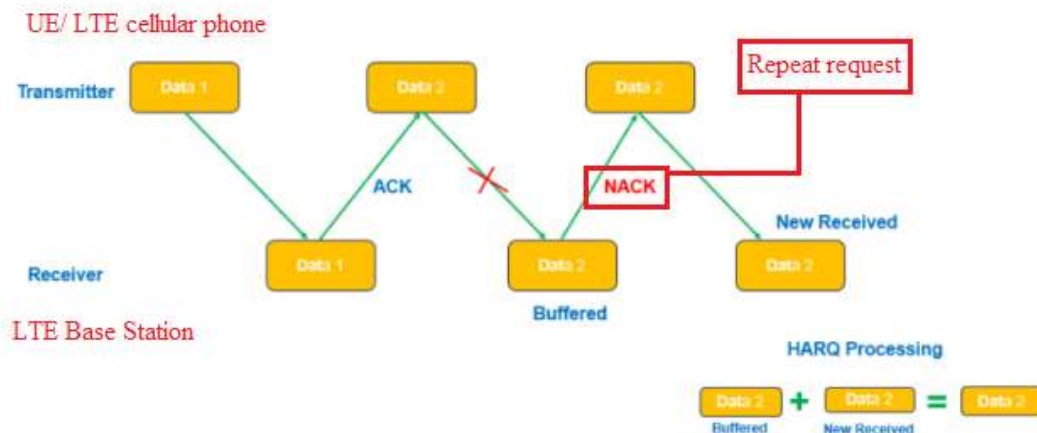 UE/ LTE cellular phone
Repeat request
Transmitter
Data 1
Data 2
Data 2
ACK
NACK
New Received
Receiver
Data 1
Data 2
Data 2
Buffered
LTE Base Station
HARQ Processing
Data 2 + Data 2 = Data 2
Buffered
New Received